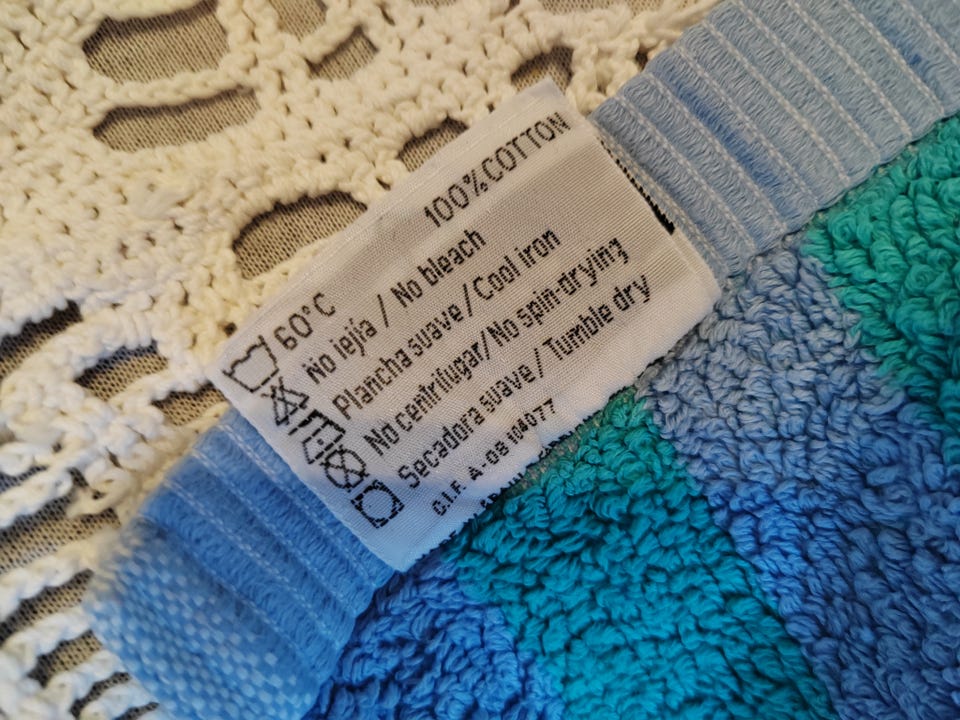 100%COTTON
60°C
No lejía / No bleach
Plancha suave/Cool iron
No centrifugar/No spin-drying
Secadora suave/ Tumble dry
C.I.F. A-08 104077